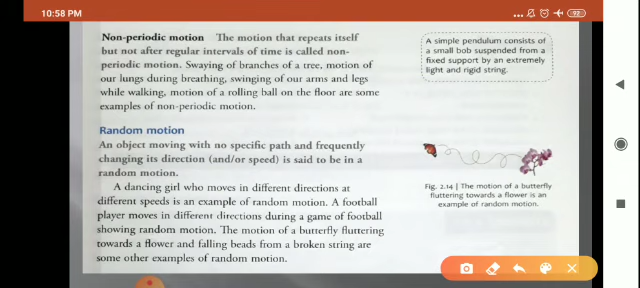 10:58 PM
92
Non-periodic motion The motion that repeats itself
but not after regular intervals of time is called non-
periodic motion. Swaying of branches of a tree, motion of
our lungs during breathing, swinging of our arms and legs
while walking, motion of a rolling ball on the floor are some
examples of non-periodic motion.
Random motion
An object moving with no specific path and frequently
changing its direction (and/or speed) is said to be in a
random motion.
A dancing girl who moves in different directions at
different speeds is an example of random motion. A football
player moves in different directions during a game of football
showing random motion. The motion of a butterfly fluttering
towards a flower and falling beads from a broken string are
some other examples of random motion.
A simple pendulum consists of
a small bob suspended from a
fixed support by an extremely
light and rigid string.
Fig. 2.14 | The motion of a butterfly
fluttering towards a flower is an
example of random motion.